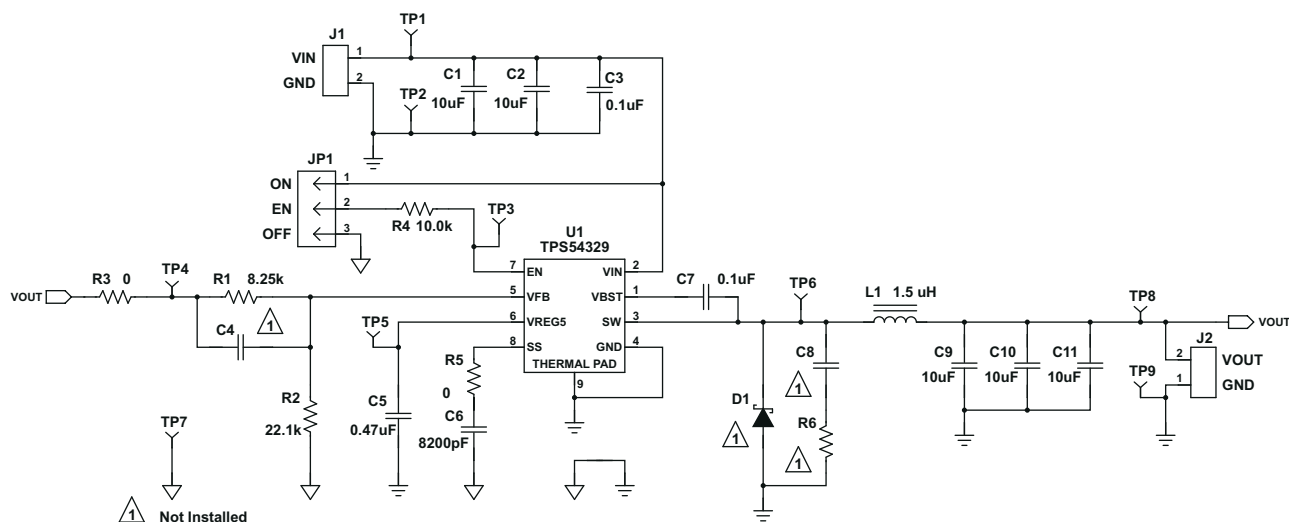 TP1
J1
VIN 1
GND 2
C1
10uF
C2
10uF
C3
0.1uF
TP2
JP1
ON 1
EN 2
OFF 3
R4 10.0k
TP3
U1
TPS54329
7 EN
VIN 2
5 VFB
VBST 1
6 VREG5
SW 3
8 SS
GND 4
THERMAL PAD
9
C7 0.1uF
VOUT
R3 0
TP4
R1 8.25k
1
C4
TP5
R5
0
R2
22.1k
C5
0.47uF
C6
8200pF
TP6
L1 1.5 uH
TP8
VOUT
C8
1
D1
1
R6
1
C9
10uF
C10
10uF
C11
10uF
J2
2 VOUT
1 GND
TP9
TP7
1 Not Installed